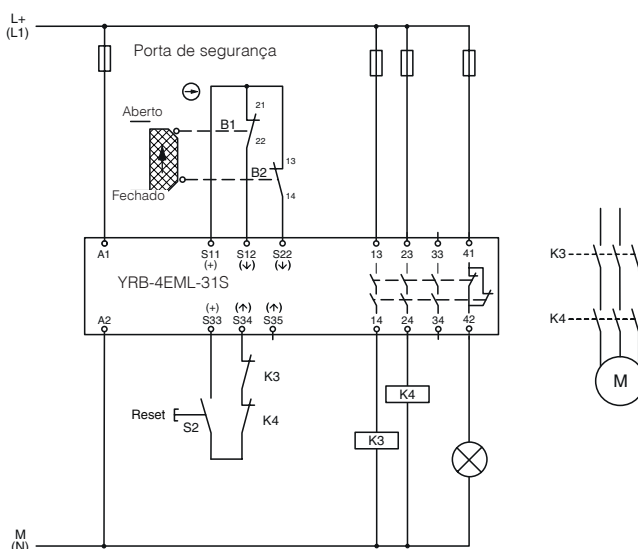 L+
(L1)
Porta de segurança
Aberto
21
B1
22
13
B2
14
Fechado
A1
S11
(+)
S12
(↓)
S22
(↓)
13
23
33
41
YRB-4EML-31S
(+)
(↑)
(↑)
A2
S33
S34
S35
14
24
34
42
K3
K4
Reset
S2
K4
K3
K3
K4
M
M
(N)